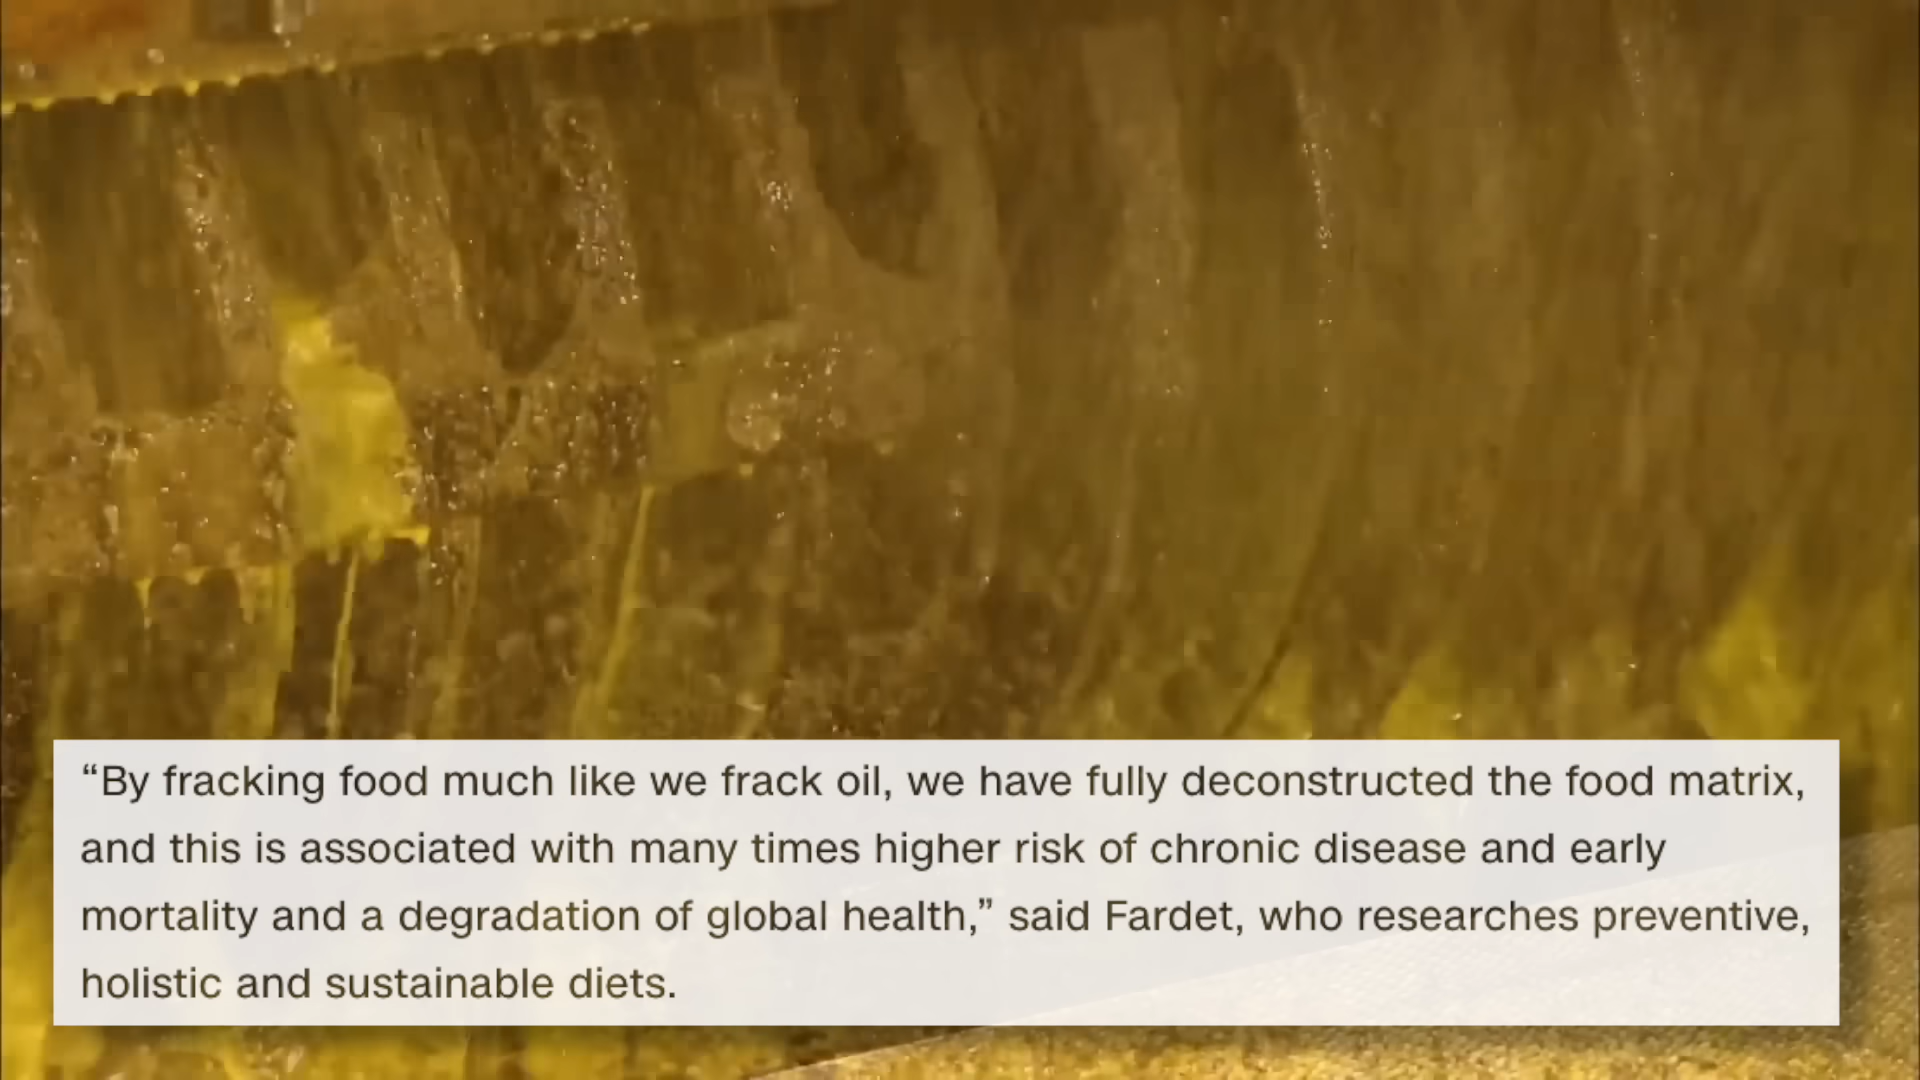 “By fracking food much like we frack oil, we have fully deconstructed the food matrix,
and this is associated with many times higher risk of chronic disease and early
mortality and a degradation of global health,” said Fardet, who researches preventive,
holistic and sustainable diets.